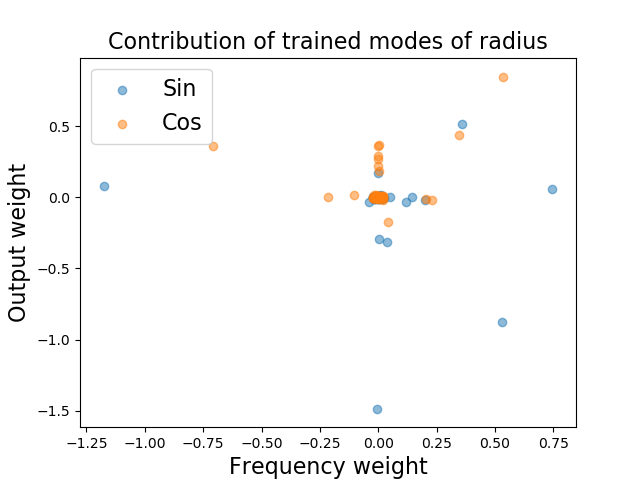 Contribution of trained modes of radius
Sin
Cos
Output weight
0.5
0.0
−0.5
−1.0
−1.5
−1.25 −1.00 −0.75 −0.50 −0.25 0.00 0.25 0.50 0.75
Frequency weight